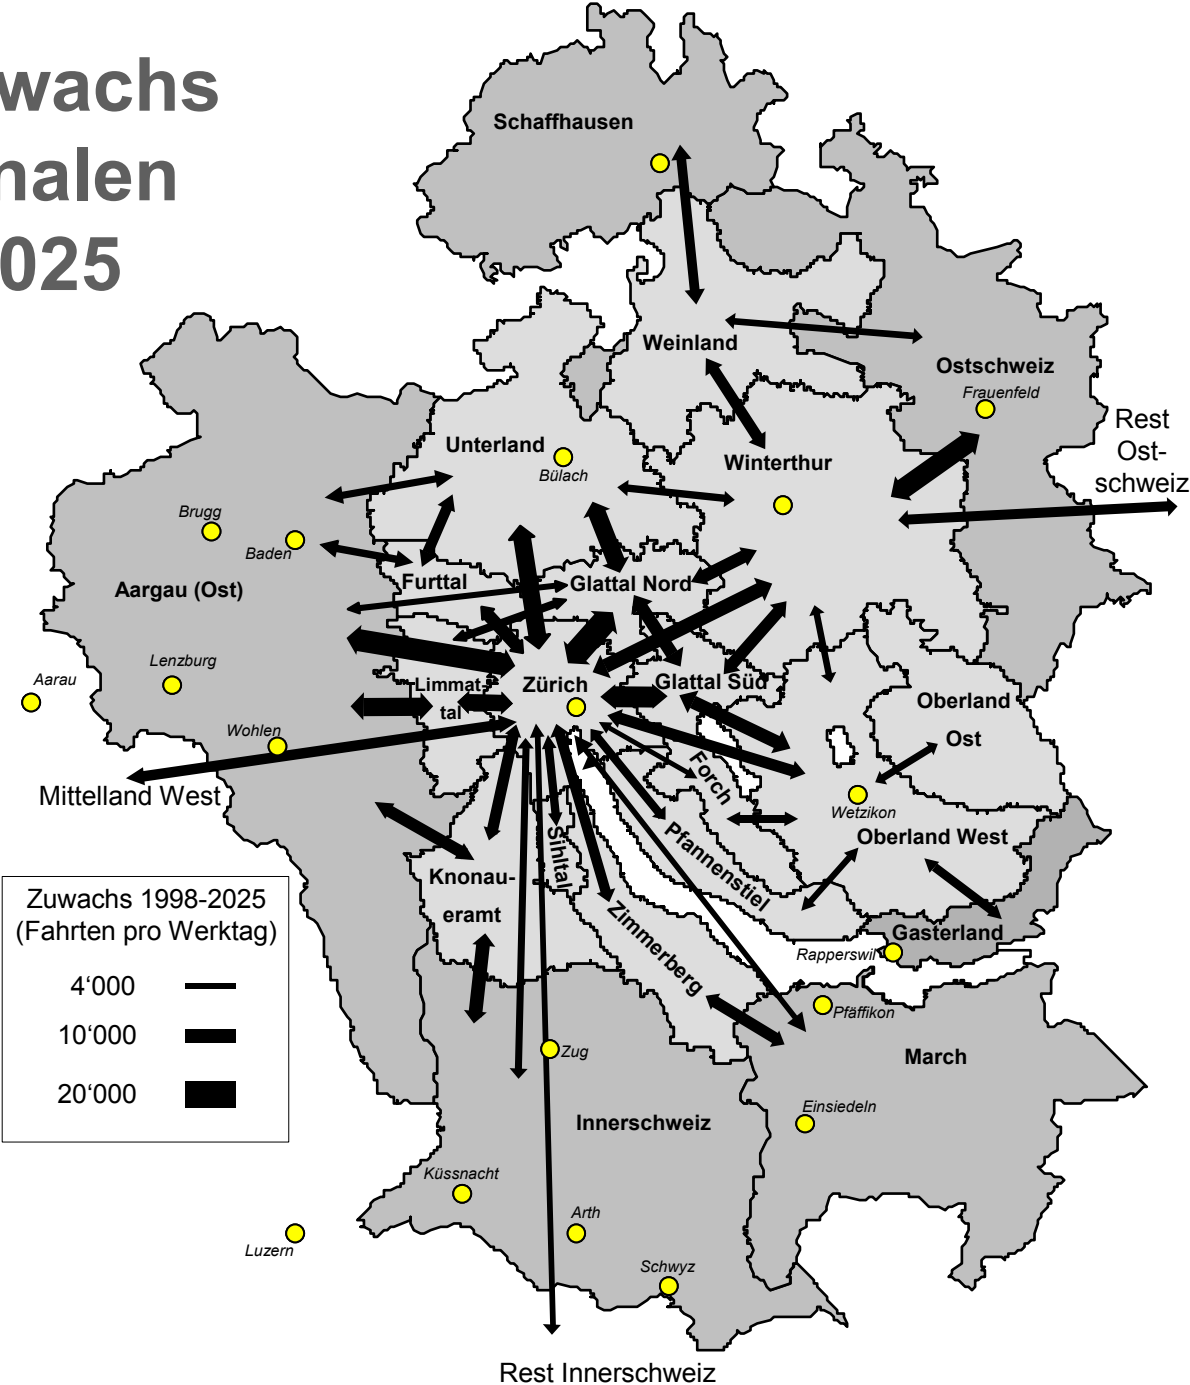 wachs
nalen
025
Schaffhausen
Weinland
Ostschweiz
Frauenfeld
Rest
Ost-
schweiz
Unterland
Bülach
Winterthur
Brugg
Baden
Aargau (Ost)
Furttal
Glattal Nord
Lenzburg
Aarau
Limmat-
tal
Zürich
Glattal Süd
Oberland
Ost
Wohlen
Mittelland West
Forch
Wetzikon
Oberland West
Pfannenstiel
Sihltal
Knonau-
eramt
Zimmerberg
Gasterland
Rapperswil
Zuwachs 1998-2025
(Fahrten pro Werktag)
4‘000
10‘000
20‘000
Pfäffikon
Zug
March
Einsiedeln
Innerschweiz
Küssnacht
Arth
Luzern
Schwyz
Rest Innerschweiz